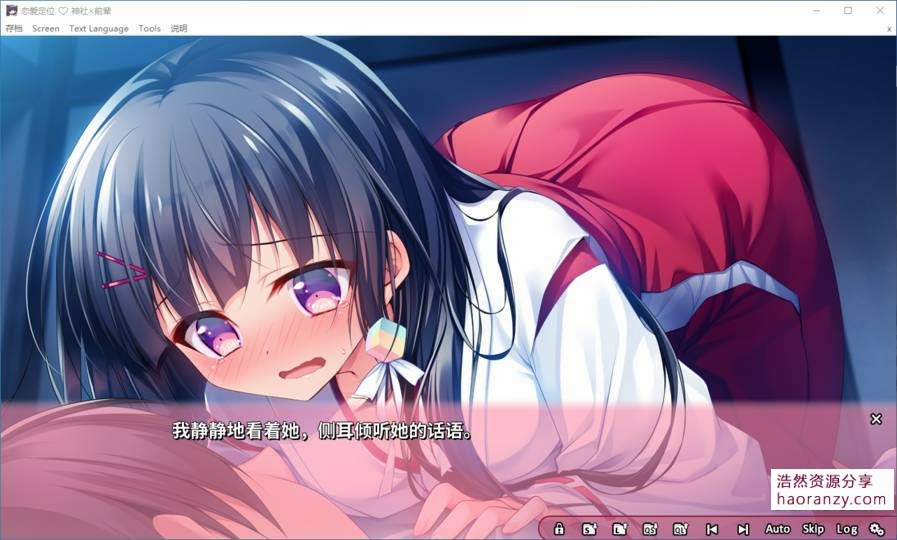 恋爱定位♡神社×前辈
存档 Screen Text Language Tools 说明 x
我静静地看着她，侧耳倾听她的话语。
浩然资源分享
haoranzy.com
S L QS QL Auto Skip Log